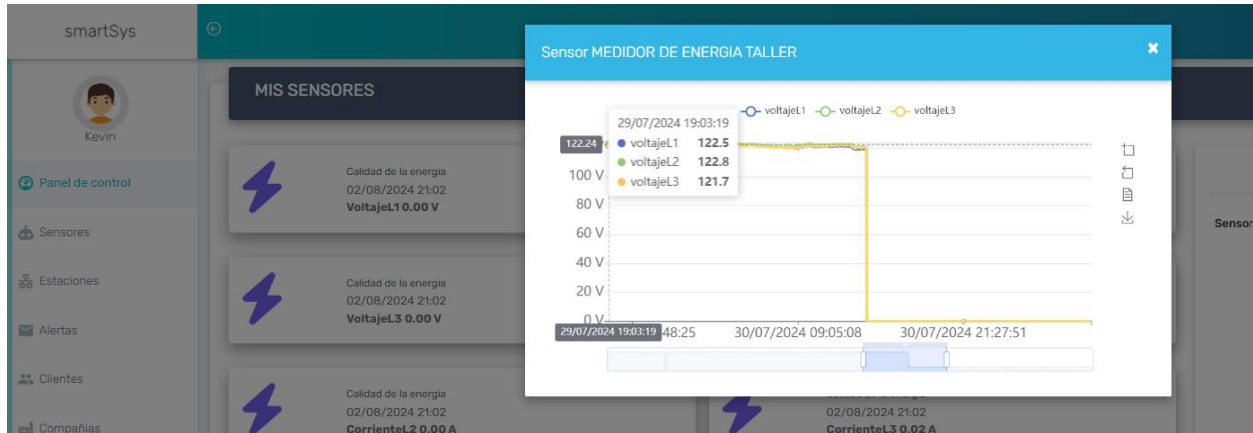 smartSys
Kevin
Panel de control
Sensores
Estaciones
Alertas
Clientes
Compañias
MIS SENSORES
Calidad de la energia
02/08/2024 21:02
VoltajeL1 0.00 V
Calidad de la energia
02/08/2024 21:02
VoltajeL3 0.00 V
Calidad de la energia
02/08/2024 21:02
CorrienteL2 0.00 A
02/08/2024 21:02
CorrienteL3 0.02 A
Sensor
Sensor MEDIDOR DE ENERGIA TALLER
voltajeL1 voltajeL2 voltajeL3
29/07/2024 19:03:19
voltajeL1 122.5
voltajeL2 122.8
voltajeL3 121.7
122.24
100 V
80 V
60 V
40 V
20 V
0 V
29/07/2024 19:03:19 48:25 30/07/2024 09:05:08 30/07/2024 21:27:51